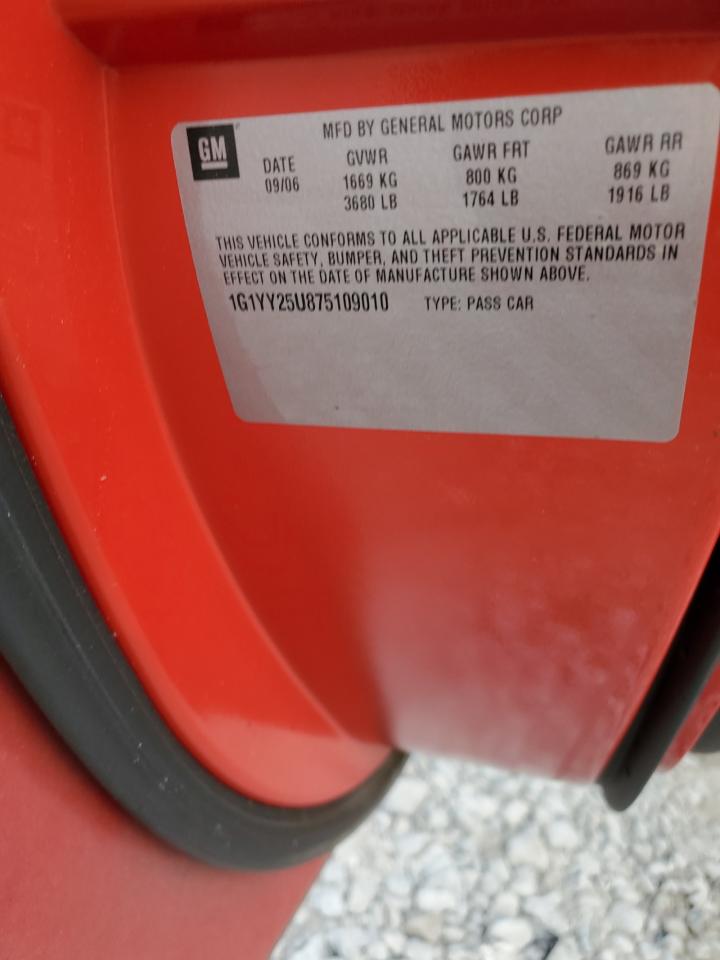 GM
MFD BY GENERAL MOTORS CORP
DATE GVWR GAWR FRT GAWR RR
09/06 1669 KG 800 KG 869 KG
3680 LB 1764 LB 1916 LB
THIS VEHICLE CONFORMS TO ALL APPLICABLE U.S. FEDERAL MOTOR
VEHICLE SAFETY, BUMPER, AND THEFT PREVENTION STANDARDS IN
EFFECT ON THE DATE OF MANUFACTURE SHOWN ABOVE.
1G1YY25U875109010 TYPE: PASS CAR